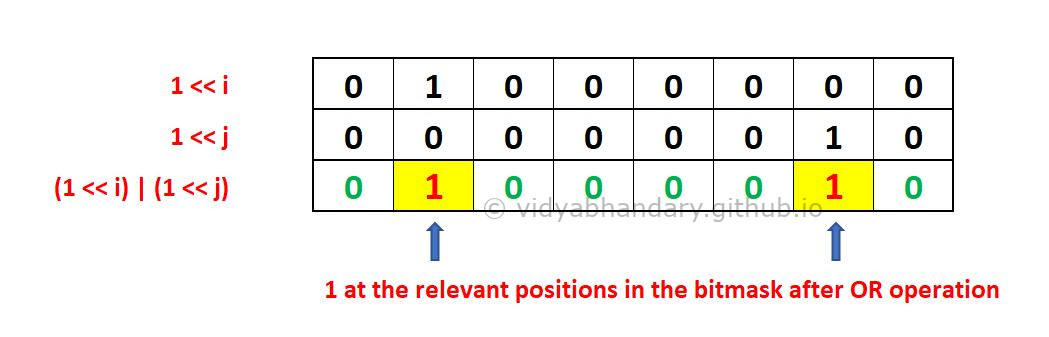 1 << i 0 1 0 0 0 0 0 0
1 << j 0 0 0 0 0 0 1 0
(1 << i) | (1 << j) 0 1 0 0 0 0 1 0
© vidyabhandary.github.io
1 at the relevant positions in the bitmask after OR operation